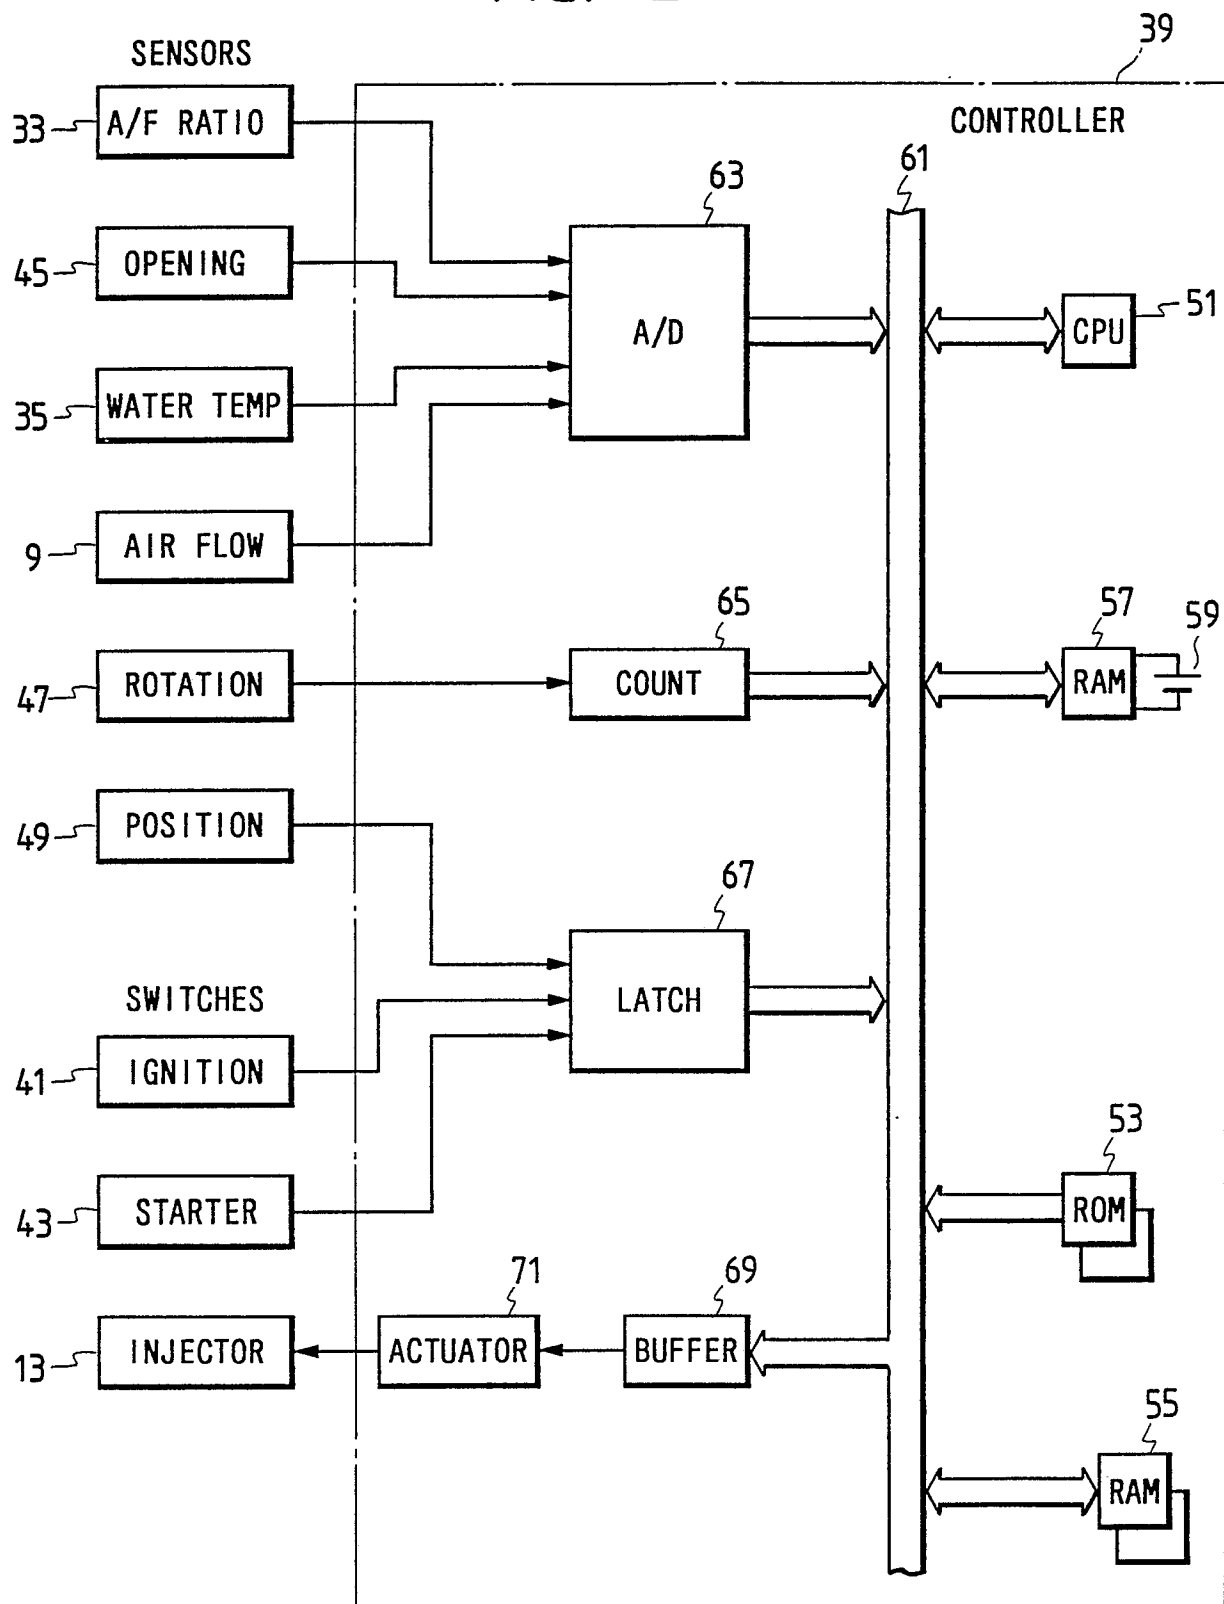 39
SENSORS
CONTROLLER
33 A/F RATIO
63
61
45 OPENING
A/D
CPU 51
35 WATER TEMP
9 AIR FLOW
65
57
59
47 ROTATION
COUNT
RAM
49 POSITION
67
SWITCHES
LATCH
41 IGNITION
53
43 STARTER
ROM
71
69
13 INJECTOR
ACTUATOR
BUFFER
55
RAM